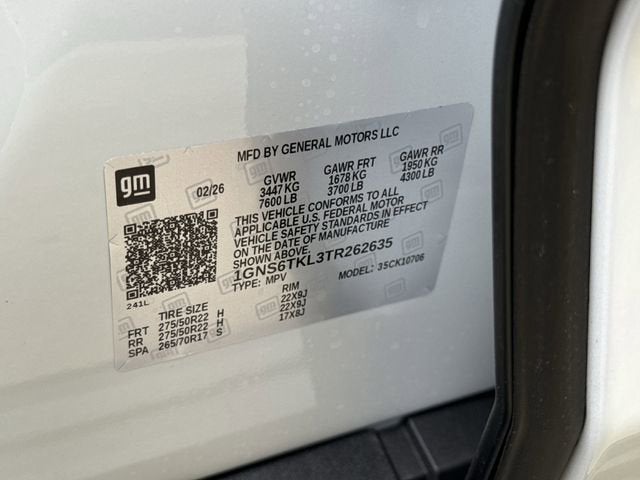 MFD BY GENERAL MOTORS LLC
gm
02/26
GVWR GAWR FRT GAWR RR
3447 KG 1678 KG 1950 KG
7600 LB 3700 LB 4300 LB
THIS VEHICLE CONFORMS TO ALL
APPLICABLE U.S. FEDERAL MOTOR
VEHICLE SAFETY STANDARDS IN EFFECT
ON THE DATE OF MANUFACTURE
SHOWN ABOVE.
1GNS6TKL3TR262635
TYPE: MPV MODEL: 35CK10706
241L
TIRE SIZE RIM
FRT 275/50R22 H 22X9J
RR 275/50R22 H 22X9J
SPA 265/70R17 S 17X8J